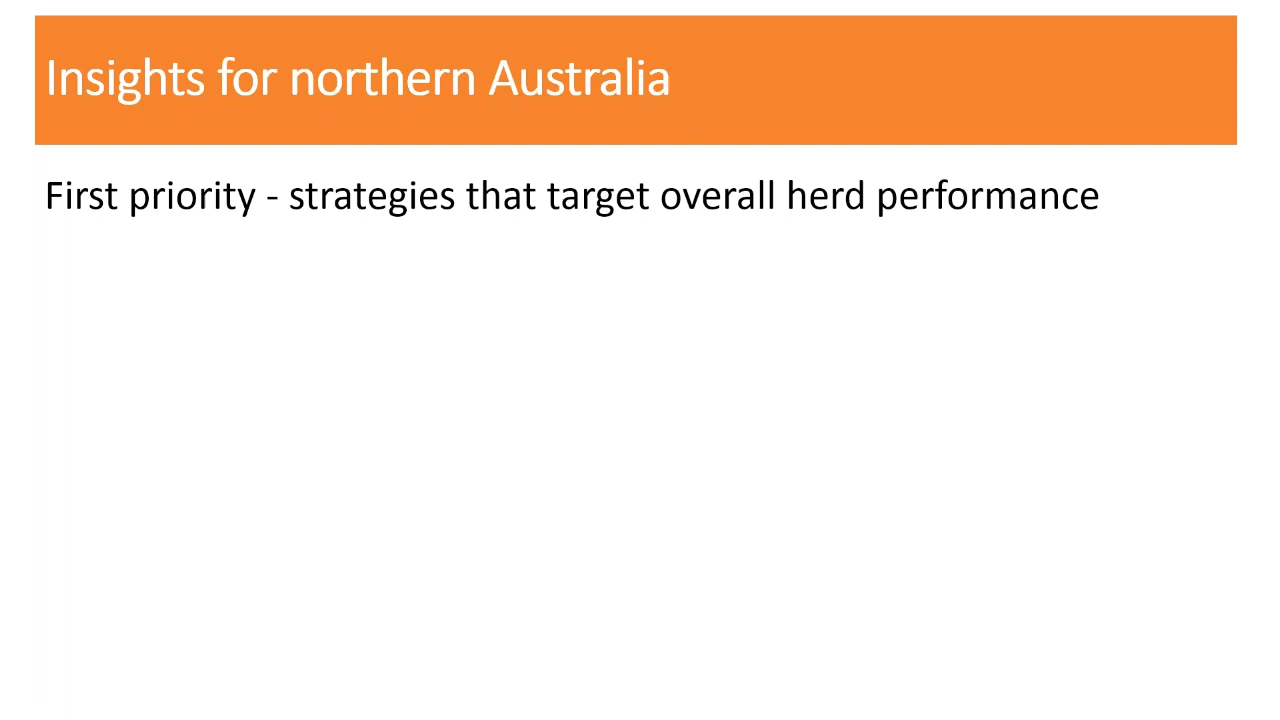 Insights for northern Australia
First priority - strategies that target overall herd performance